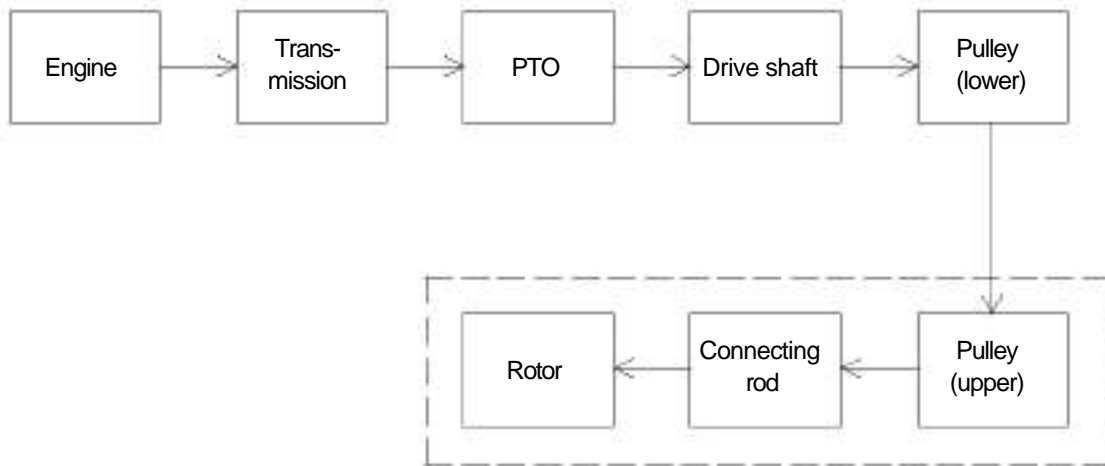 Engine
Trans-
mission
PTO
Drive shaft
Pulley
(lower)
Rotor
Connecting
rod
Pulley
(upper)